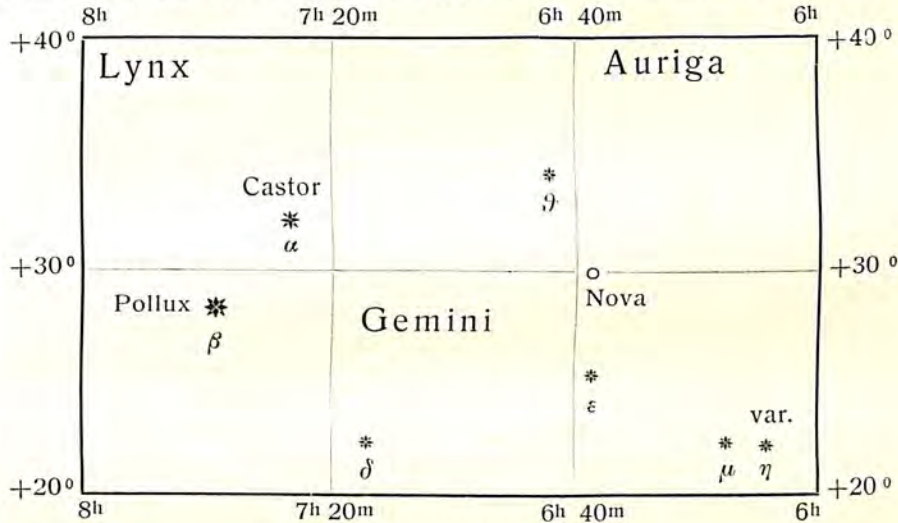 8ʰ 7ʰ 20ᵐ 6ʰ 40ᵐ 6ʰ
+40° +40°
Lynx Auriga
Castor
α ϑ
+30° +30°
Pollux Nova
β Gemini
ε
var.
δ μ η
+20° +20°
8ʰ 7ʰ 20ᵐ 6ʰ 40ᵐ 6ʰ